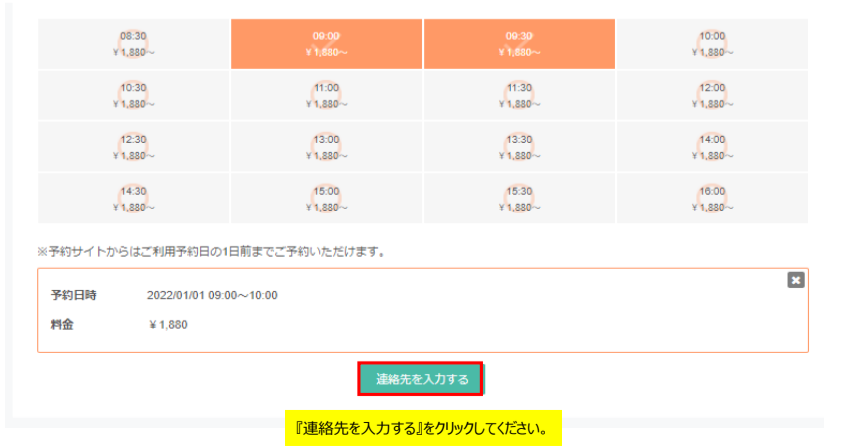 08:30 09:00 09:30 10:00
¥ 1,880～ ¥ 1,880～ ¥ 1,880～ ¥ 1,880～
10:30 11:00 11:30 12:00
¥ 1,880～ ¥ 1,880～ ¥ 1,880～ ¥ 1,880～
12:30 13:00 13:30 14:00
¥ 1,880～ ¥ 1,880～ ¥ 1,880～ ¥ 1,880～
14:30 15:00 15:30 16:00
¥ 1,880～ ¥ 1,880～ ¥ 1,880～ ¥ 1,880～
※予約サイトからはご利用予約日の1日前までご予約いただけます。
予約日時 2022/01/01 09:00～10:00
料金 ¥ 1,880
連絡先を入力する
『連絡先を入力する』をクリックしてください。